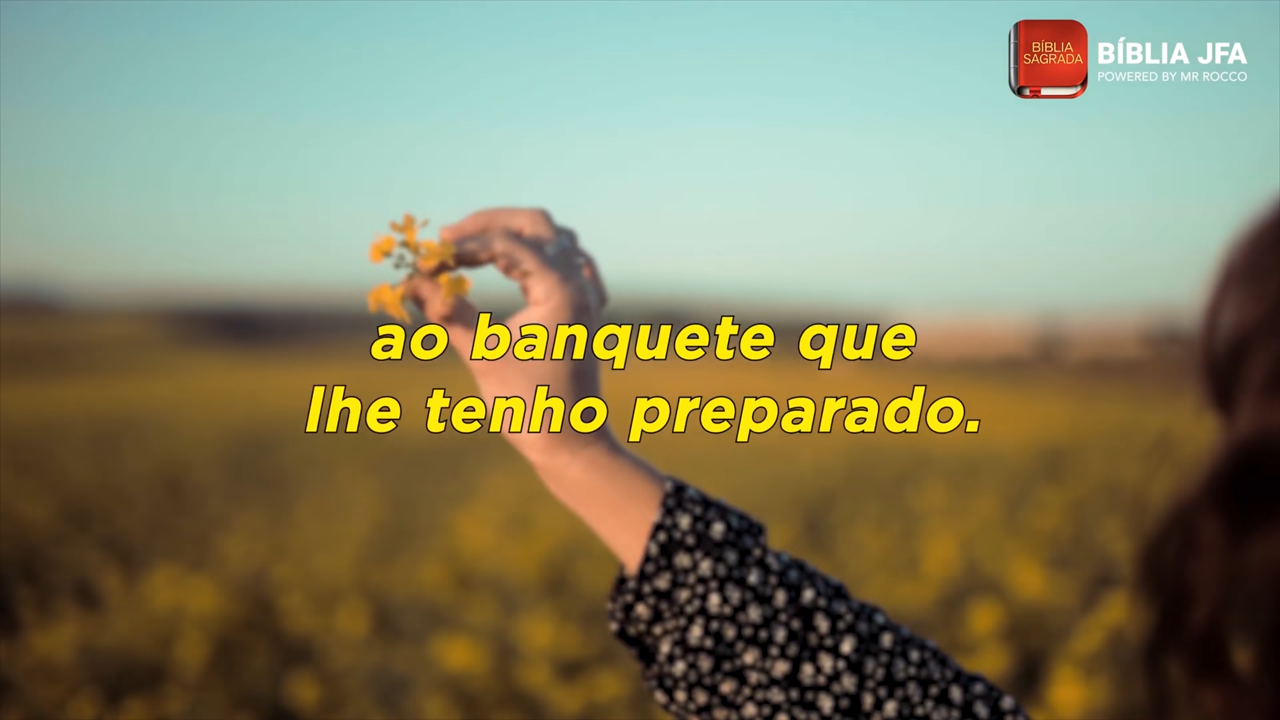 BÍBLIA
SAGRADA
BÍBLIA JFA
POWERED BY MR ROCCO
ao banquete que
lhe tenho preparado.